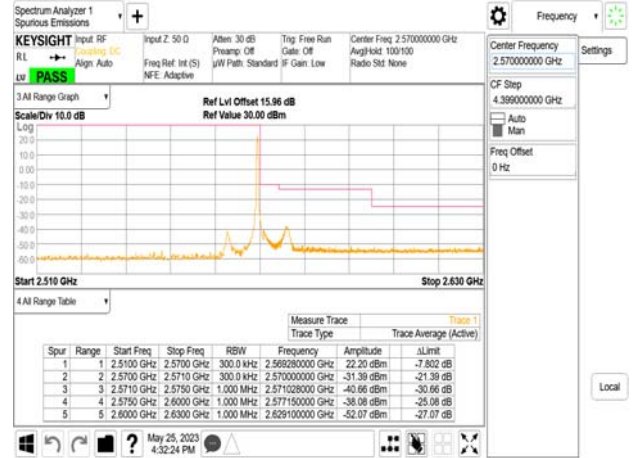 Spectrum Analyzer 1
Spurious Emissions
Frequency
KEYSIGHT Input: RF Input Z: 50 Ω Atten: 30 dB Trig: Free Run Center Freq: 2.570000000 GHz
RL Coupling: DC Preamp: Off Gate: Off Avg|Hold: 100/100
Align: Auto Freq Ref: Int (S) µW Path: Standard IF Gain: Low Radio Std: None
NFE: Adaptive
PASS
Center Frequency
2.570000000 GHz
Settings
CF Step
4.399000000 GHz
Auto
Man
Freq Offset
0 Hz
3 All Range Graph
Ref Lvl Offset 15.96 dB
Scale/Div 10.0 dB Ref Value 30.00 dBm
Log
20.0
10.0
0.00
-10.0
-20.0
-30.0
-40.0
-50.0
-60.0
Start 2.510 GHz Stop 2.630 GHz
4 All Range Table
Measure Trace Trace 1
Trace Type Trace Average (Active)
Spur Range Start Freq Stop Freq RBW Frequency Amplitude ΔLimit
1 1 2.5100 GHz 2.5700 GHz 300.0 kHz 2.569280000 GHz 22.20 dBm -7.802 dB
2 2 2.5700 GHz 2.5710 GHz 300.0 kHz 2.570000000 GHz -31.39 dBm -21.39 dB
3 3 2.5710 GHz 2.5750 GHz 1.000 MHz 2.571028000 GHz -40.66 dBm -30.66 dB
4 4 2.5750 GHz 2.6000 GHz 1.000 MHz 2.577150000 GHz -38.08 dBm -25.08 dB
5 5 2.6000 GHz 2.6300 GHz 1.000 MHz 2.629100000 GHz -52.07 dBm -27.07 dB
Local
May 25, 2023
4:32:24 PM